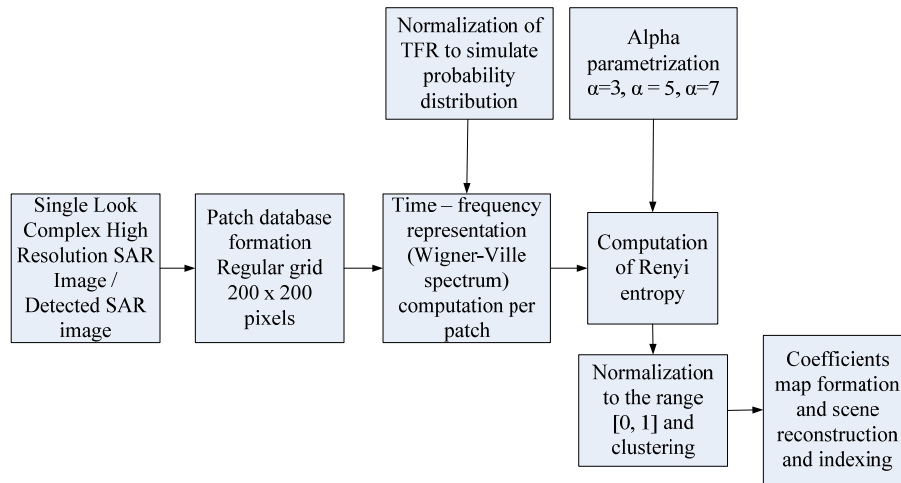 Normalization of
TFR to simulate
probability
distribution
Alpha
parametrization
α=3, α = 5, α=7
Single Look
Complex High
Resolution SAR
Image /
Detected SAR
image
Patch database
formation
Regular grid
200 x 200
pixels
Time – frequency
representation
(Wigner-Ville
spectrum)
computation per
patch
Computation
of Renyi
entropy
Normalization
to the range
[0, 1] and
clustering
Coefficients
map formation
and scene
reconstruction
and indexing